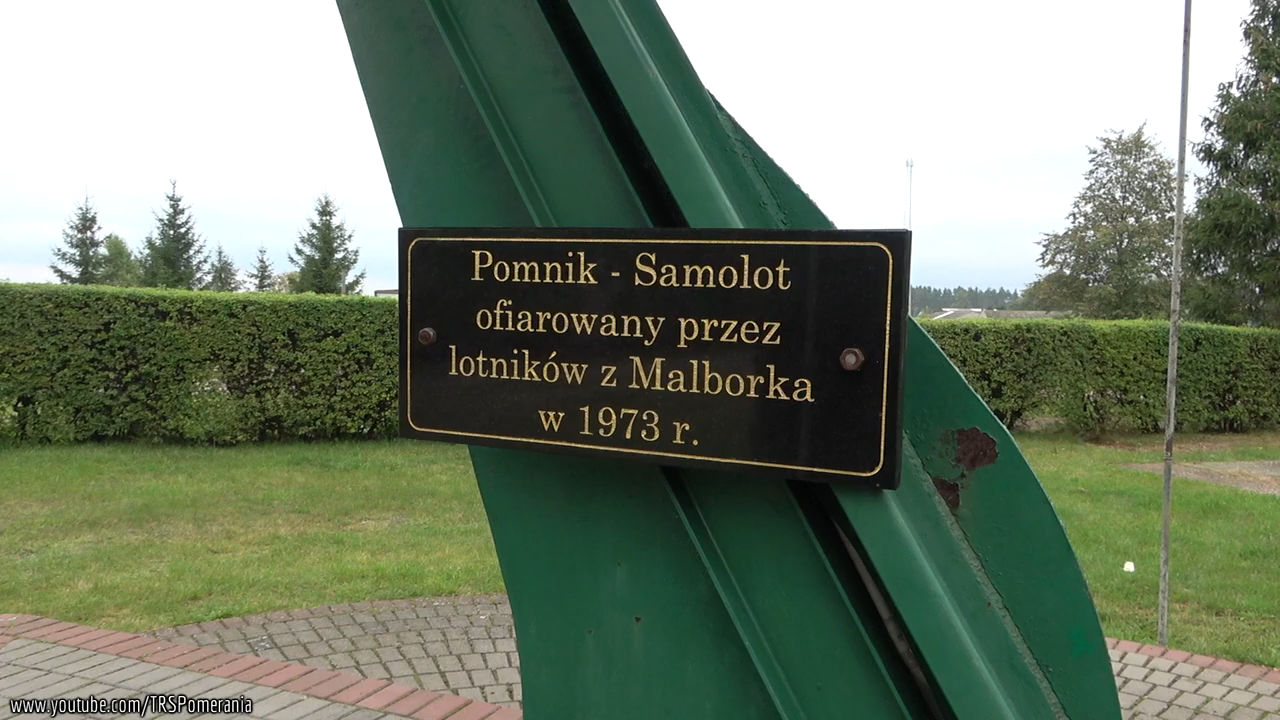 Pomnik - Samolot
ofiarowany przez
lotników z Malborka
w 1973 r.
www.youtube.com/TRSPomerania